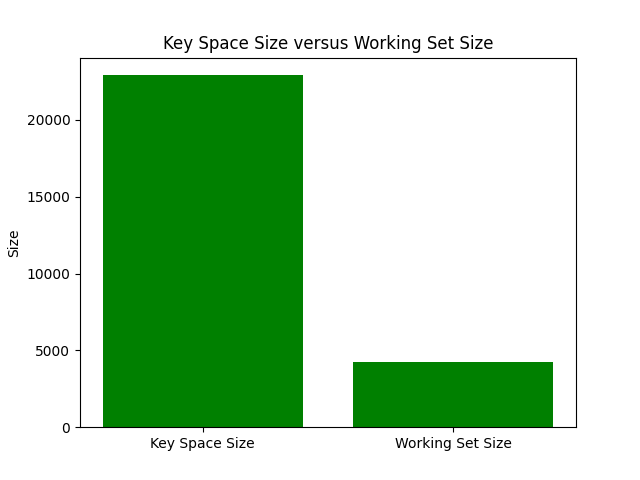 Key Space Size versus Working Set Size
20000
15000
10000
5000
0
Size
Key Space Size
Working Set Size